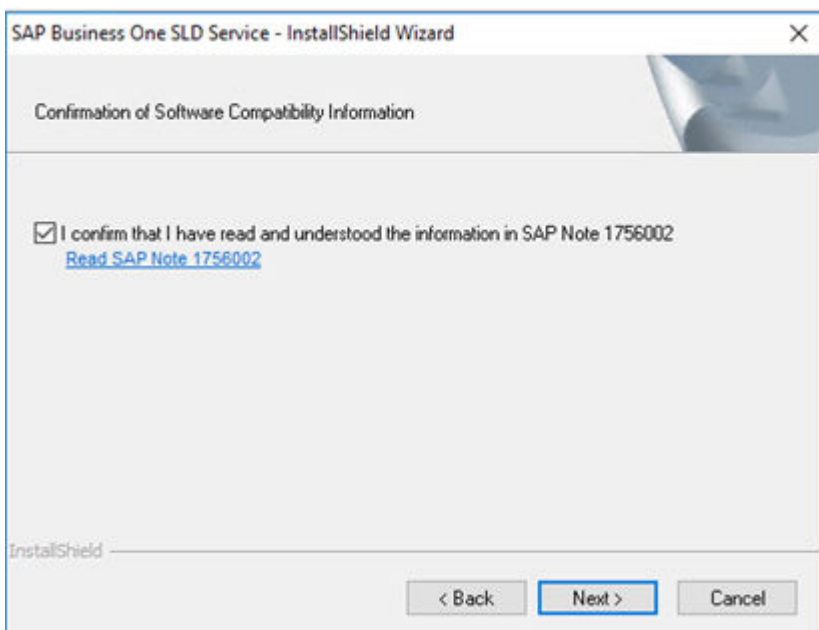 SAP Business One SLD Service - InstallShield Wizard
Confirmation of Software Compatibility Information
I confirm that I have read and understood the information in SAP Note 1756002
Read SAP Note 1756002
InstallShield
< Back Next > Cancel